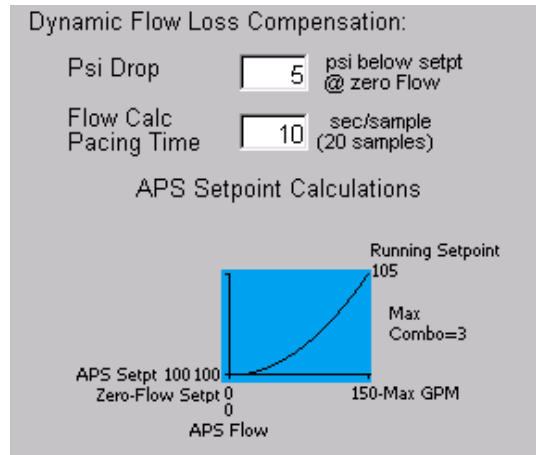 Dynamic Flow Loss Compensation:
Psi Drop 5 psi below setpt
@ zero Flow
Flow Calc
Pacing Time 10 sec/sample
(20 samples)
APS Setpoint Calculations
Running Setpoint
105
Max
Combo=3
APS Setpt 100 100
Zero-Flow Setpt 0 150-Max GPM
0
APS Flow